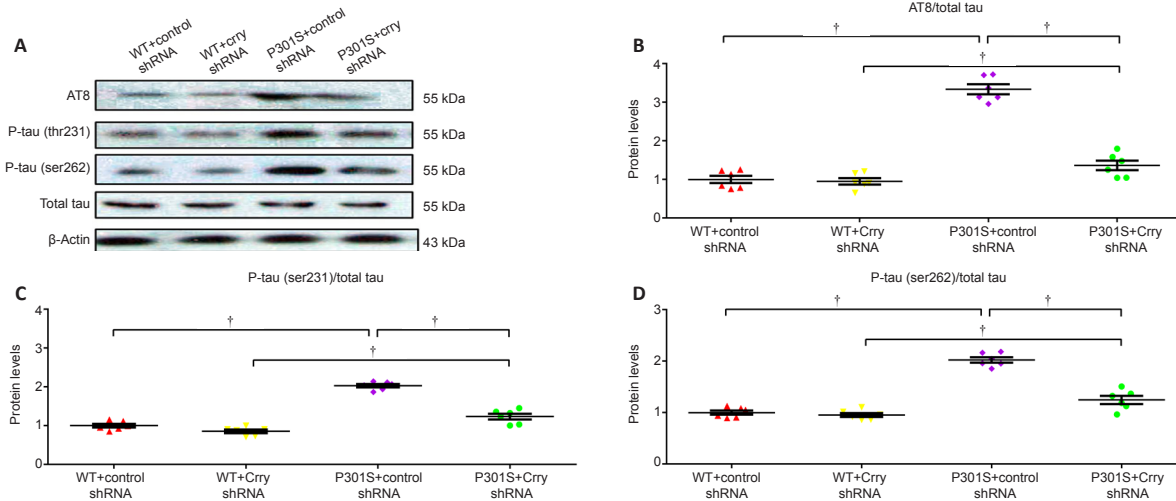 A
WT+control
shRNA
WT+crry
shRNA
P301S+control
shRNA
P301S+crry
shRNA
AT8
55 kDa
P-tau (thr231)
55 kDa
P-tau (ser262)
55 kDa
Total tau
55 kDa
β-Actin
43 kDa
B
AT8/total tau
†
†
†
Protein levels
4
3
2
1
0
WT+control
shRNA
WT+Crry
shRNA
P301S+control
shRNA
P301S+Crry
shRNA
C
P-tau (ser231)/total tau
†
†
†
Protein levels
4
3
2
1
0
WT+control
shRNA
WT+Crry
shRNA
P301S+control
shRNA
P301S+Crry
shRNA
D
P-tau (ser262)/total tau
†
†
†
Protein levels
3
2
1
0
WT+control
shRNA
WT+Crry
shRNA
P301S+control
shRNA
P301S+Crry
shRNA